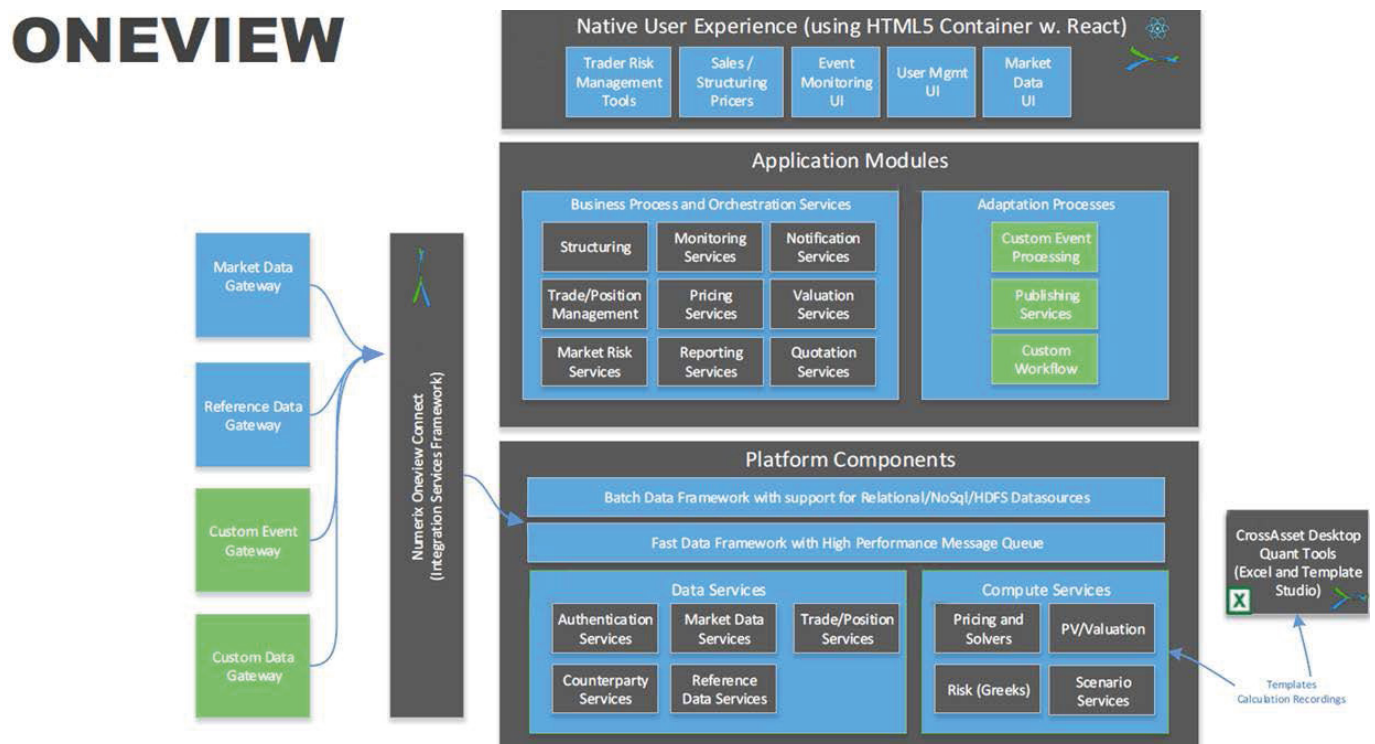 ONEVIEW
Native User Experience (using HTML5 Container w. React)
Trader Risk
Management
Tools
Sales /
Structuring
Pricers
Event
Monitoring
UI
User Mgmt
UI
Market
Data
UI
Application Modules
Business Process and Orchestration Services
Structuring
Monitoring
Services
Notification
Services
Trade/Position
Management
Pricing
Services
Valuation
Services
Market Risk
Services
Reporting
Services
Quotation
Services
Adaptation Processes
Custom Event
Processing
Publishing
Services
Custom
Workflow
Market Data
Gateway
Reference Data
Gateway
Custom Event
Gateway
Custom Data
Gateway
Numerix Oneview Connect
(Integration Services Framework)
Platform Components
Batch Data Framework with support for Relational/NoSql/HDFS Datasources
Fast Data Framework with High Performance Message Queue
Data Services
Authentication
Services
Market Data
Services
Trade/Position
Services
Counterparty
Services
Reference
Data Services
Compute Services
Pricing and
Solvers
PV/Valuation
Risk (Greeks)
Scenario
Services
CrossAsset Desktop
Quant Tools
(Excel and Template
Studio)
X
Templates
Calculation Recordings